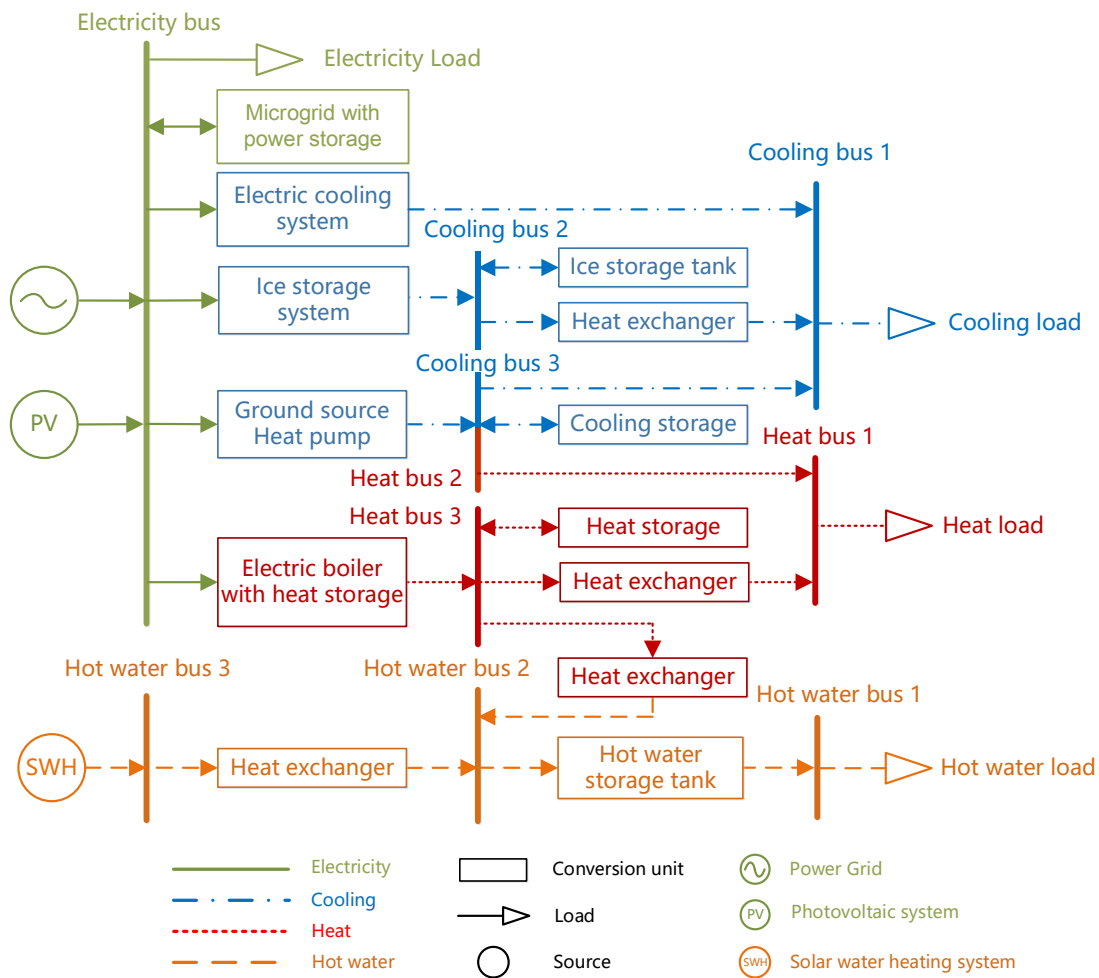 Electricity bus
Electricity Load
Microgrid with
power storage
Cooling bus 1
Electric cooling
system
Cooling bus 2
Ice storage tank
Ice storage
system
Heat exchanger
Cooling load
Cooling bus 3
PV
Ground source
Heat pump
Cooling storage
Heat bus 1
Heat bus 2
Heat bus 3
Heat storage
Heat load
Electric boiler
with heat storage
Heat exchanger
Hot water bus 3
Hot water bus 2
Heat exchanger
Hot water bus 1
SWH
Heat exchanger
Hot water
storage tank
Hot water load
Electricity
Conversion unit
Power Grid
Cooling
Load
PV
Photovoltaic system
Heat
Hot water
Source
SWH
Solar water heating system